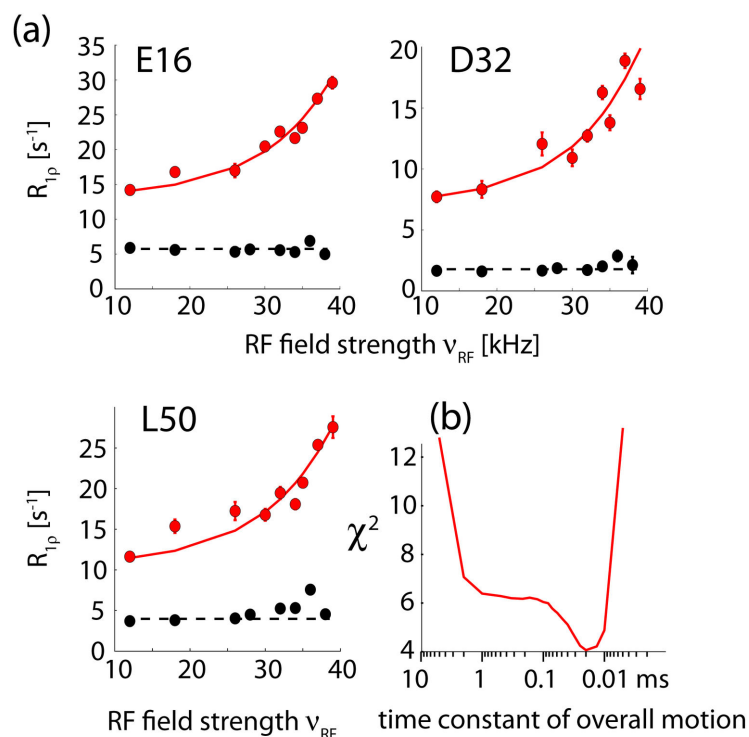 (a)
E16
R1ρ [s⁻¹]
35
30
25
20
15
10
5
0
10 20 30 40
D32
20
15
10
5
0
10 20 30 40
RF field strength νRF [kHz]
L50
R1ρ [s⁻¹]
25
20
15
10
5
0
10 20 30 40
RF field strength νRF
(b)
χ²
12
10
8
6
4
10 1 0.1 0.01 ms
time constant of overall motion